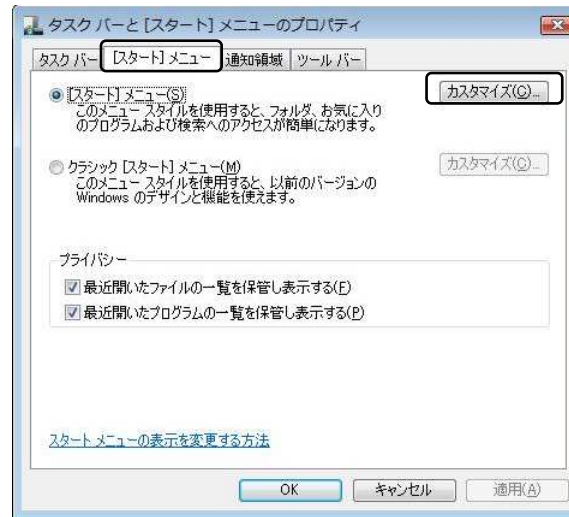 タスク バーと [スタート] メニューのプロパティ
タスク バー [スタート] メニュー 通知領域 ツール バー
[スタート] メニュー(S) カスタマイズ(C)...
このメニュー スタイルを使用すると、フォルダ、お気に入り
のプログラムおよび検索へのアクセスが簡単になります。
クラシック [スタート] メニュー(M) カスタマイズ(C)...
このメニュー スタイルを使用すると、以前のバージョンの
Windows のデザインと機能を使えます。
プライバシー
最近開いたファイルの一覧を保管し表示する(F)
最近開いたプログラムの一覧を保管し表示する(P)
スタート メニューの表示を変更する方法
OK キャンセル 適用(A)